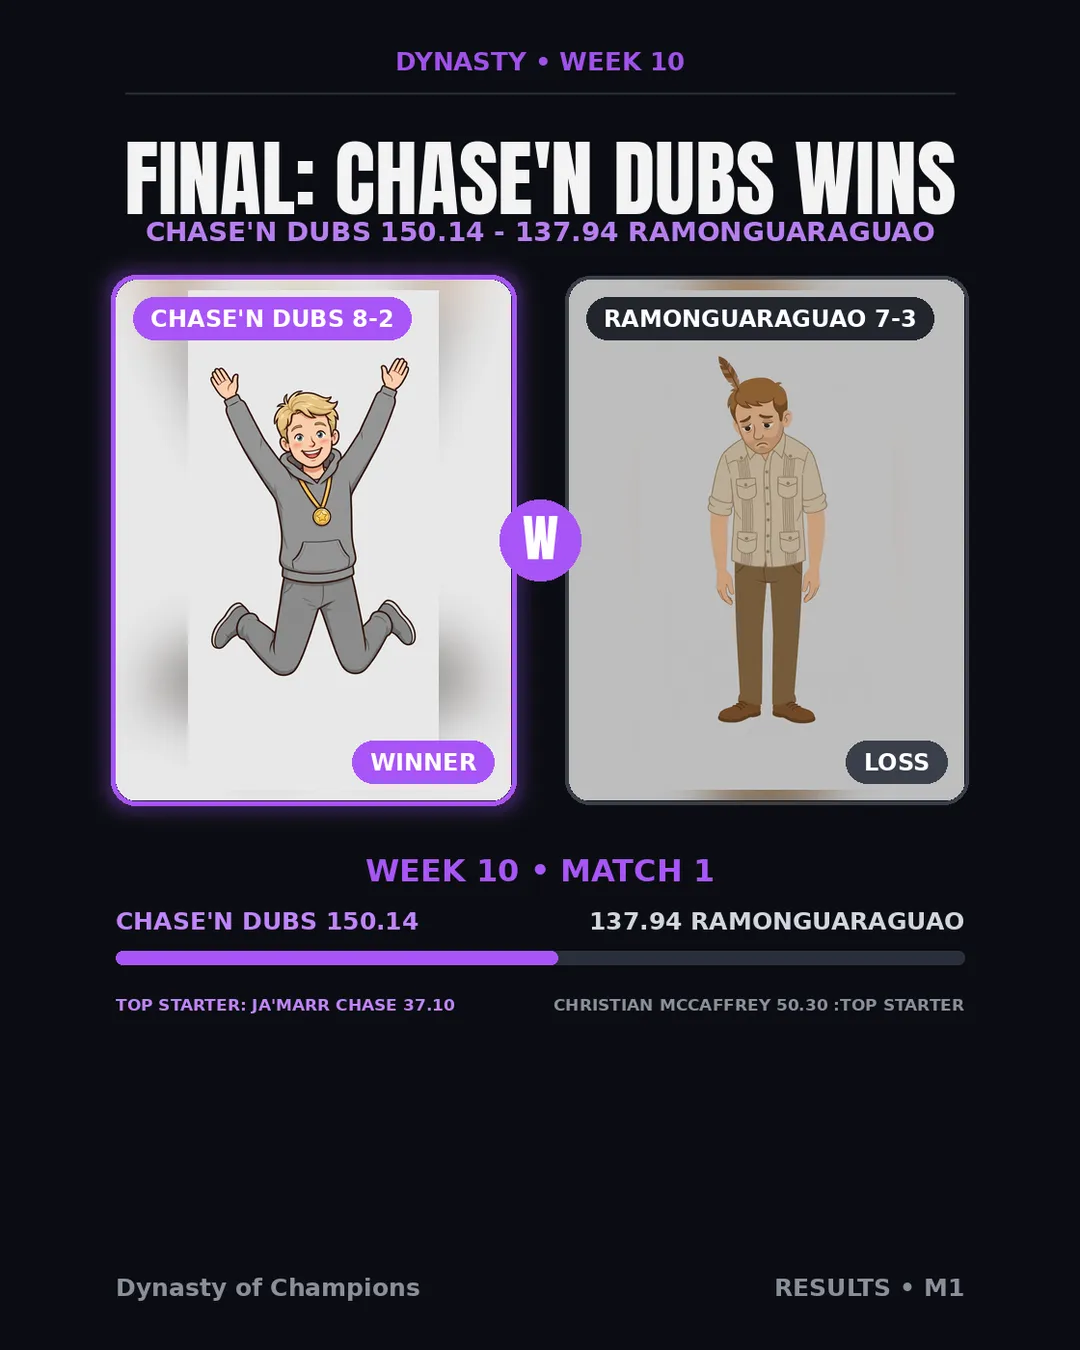 DYNASTY • WEEK 10
FINAL: CHASE'N DUBS WINS
CHASE'N DUBS 150.14 - 137.94 RAMONGUARAGUAO
CHASE'N DUBS 8-2
RAMONGUARAGUAO 7-3
W
WINNER
LOSS
WEEK 10 • MATCH 1
CHASE'N DUBS 150.14
137.94 RAMONGUARAGUAO
TOP STARTER: JA'MARR CHASE 37.10
CHRISTIAN MCCAFFREY 50.30 :TOP STARTER
Dynasty of Champions
RESULTS • M1